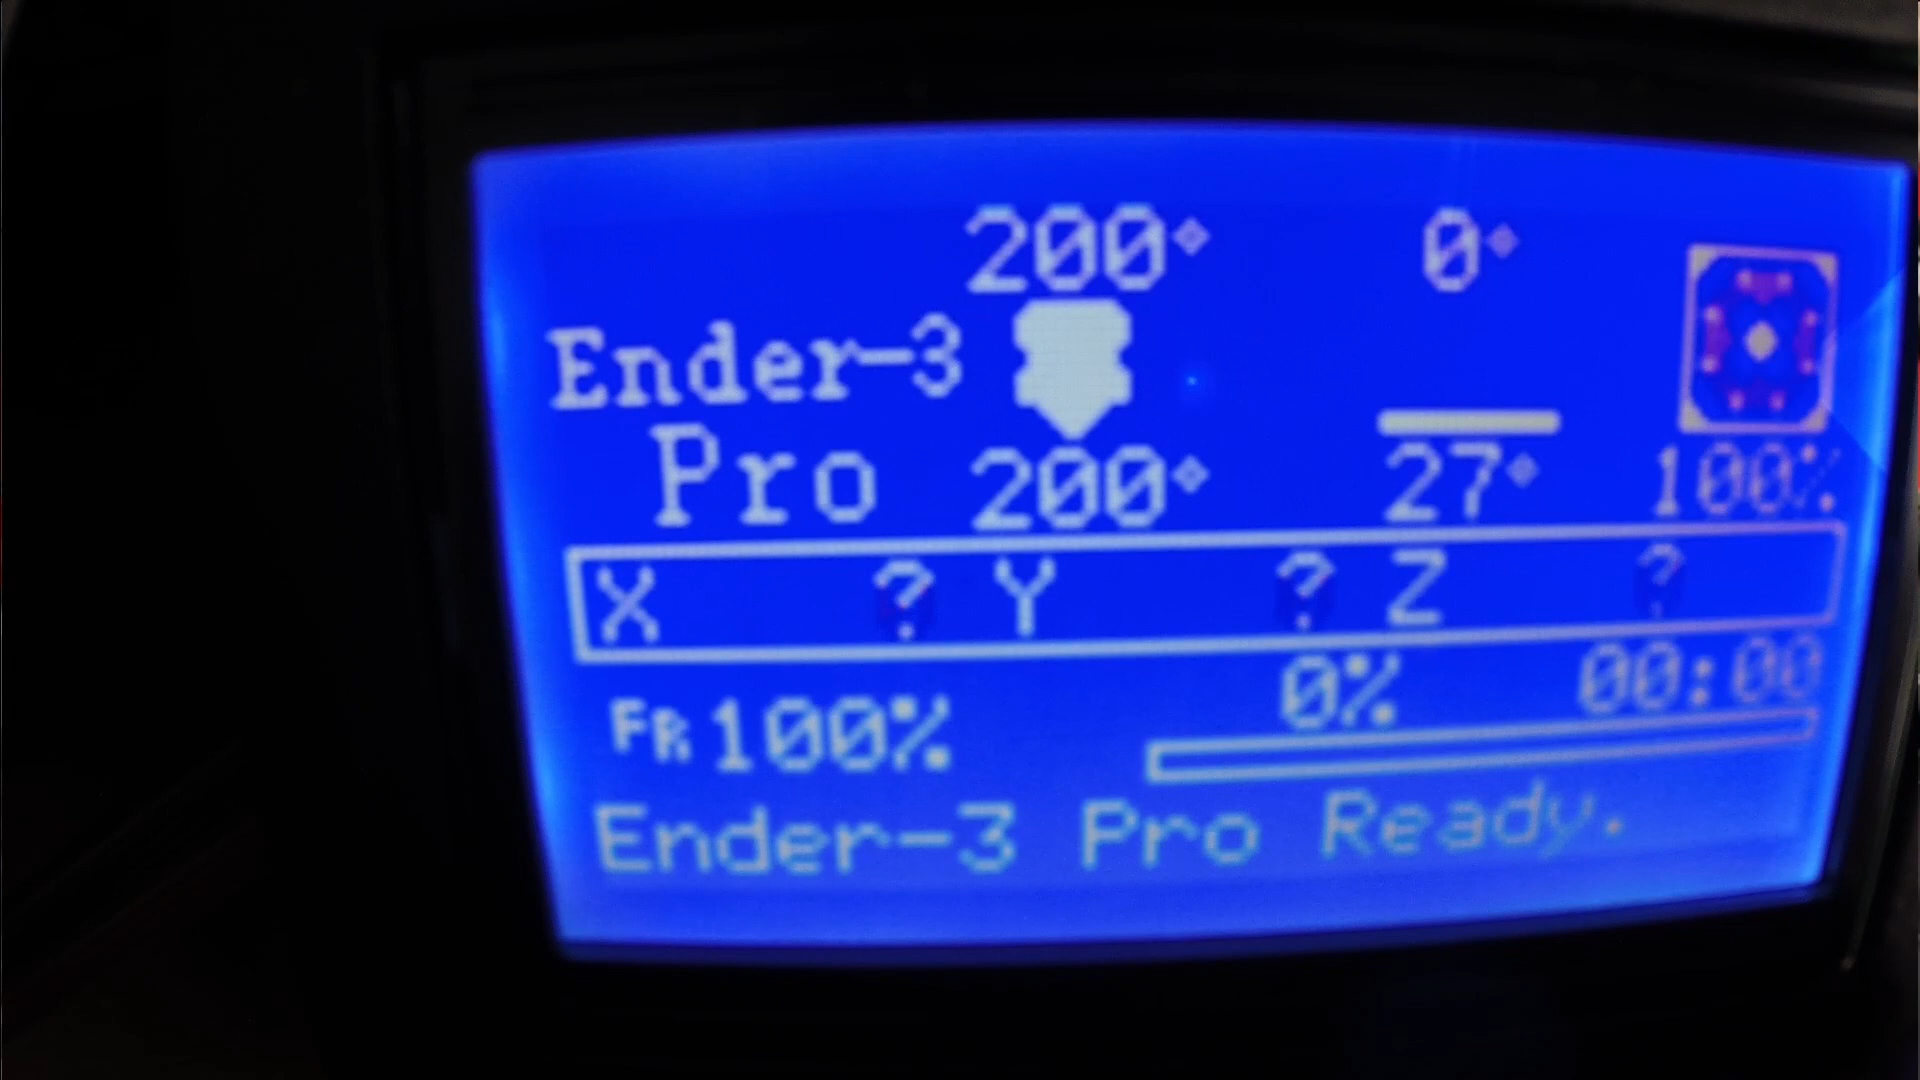 200° 0°
Ender-3
Pro 200° 27° 100%
X ? Y ? Z ?
FR 100% 0% 00:00
Ender-3 Pro Ready.